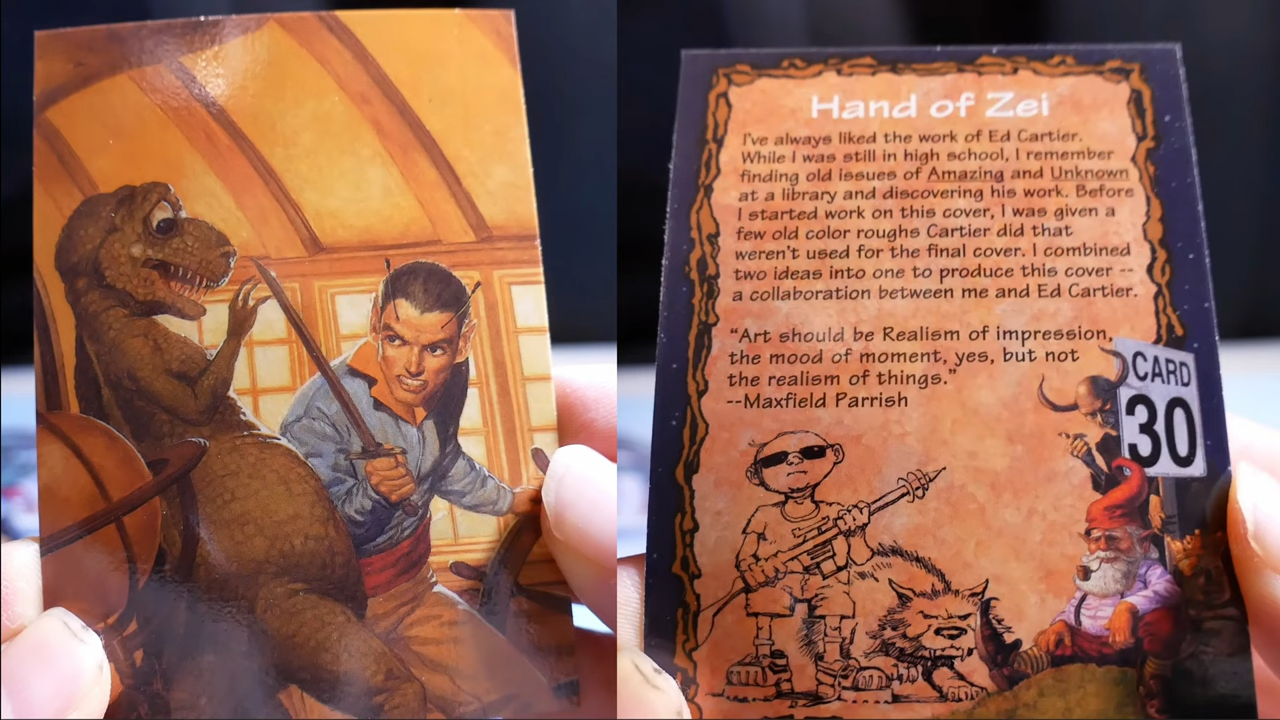 Hand of Zei
I've always liked the work of Ed Cartier.
While I was still in high school, I remember
finding old issues of Amazing and Unknown
at a library and discovering his work. Before
I started work on this cover, I was given a
few old color roughs Cartier did that
weren't used for the final cover. I combined
two ideas into one to produce this cover --
a collaboration between me and Ed Cartier.
"Art should be Realism of impression,
the mood of moment, yes, but not
the realism of things."
--Maxfield Parrish
CARD
30